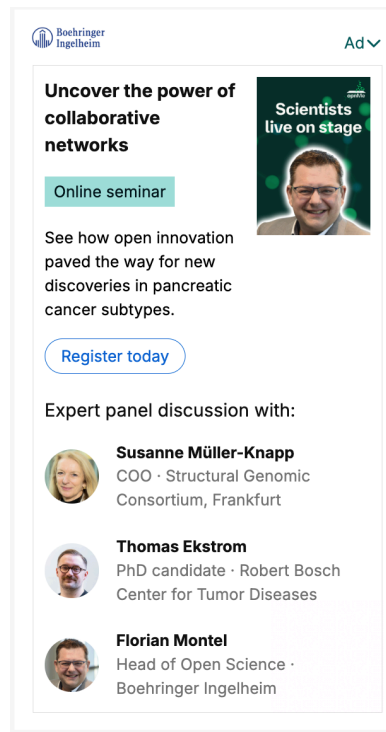 Boehringer
Ingelheim
Ad
Uncover the power of
collaborative
networks
Online seminar
See how open innovation
paved the way for new
discoveries in pancreatic
cancer subtypes.
opnMe
Scientists
live on stage
Register today
Expert panel discussion with:
Susanne Müller-Knapp
COO · Structural Genomic
Consortium, Frankfurt
Thomas Ekstrom
PhD candidate · Robert Bosch
Center for Tumor Diseases
Florian Montel
Head of Open Science ·
Boehringer Ingelheim